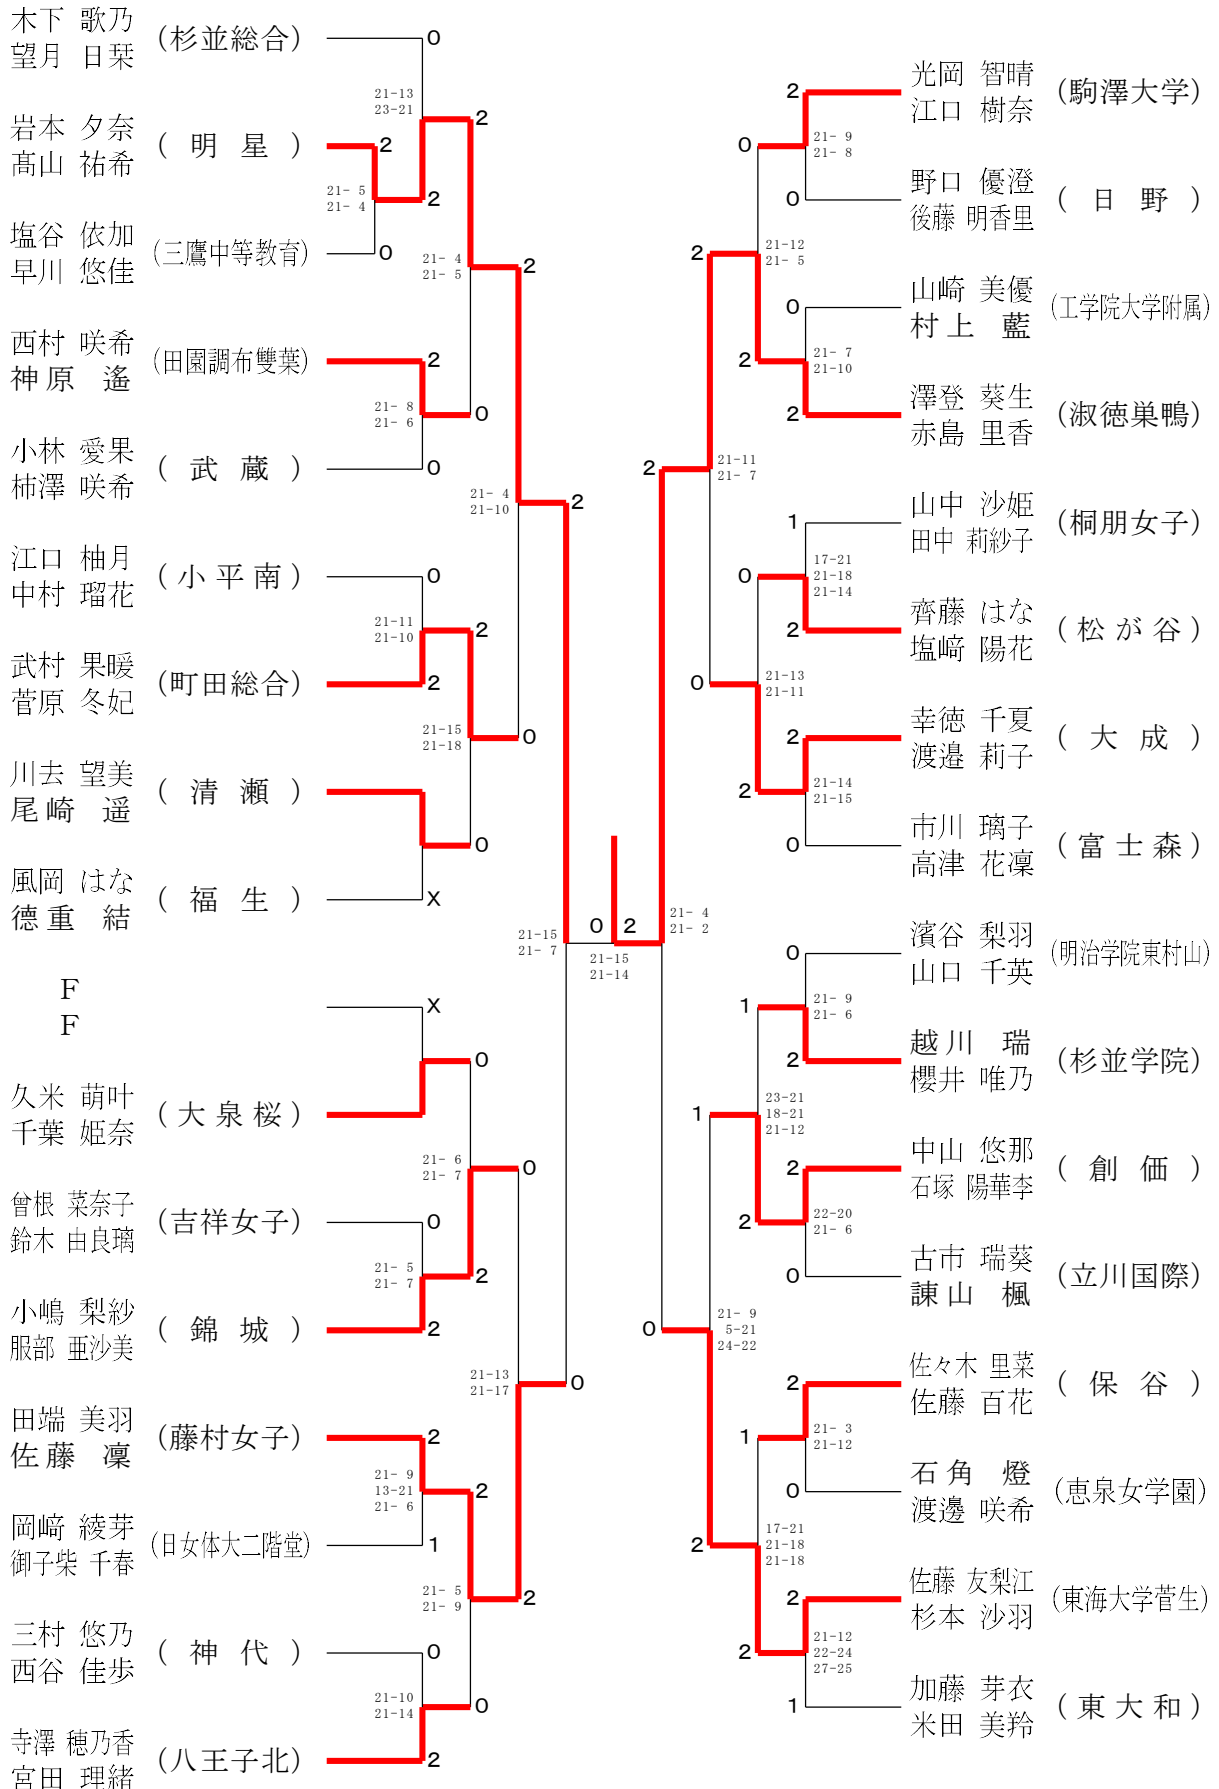 木下 歌乃
望月 日栞
(杉並総合)
0
21-13
23-21
2
岩本 夕奈
髙山 祐希
( 明 星 )
2
21- 5
21- 4
2
塩谷 依加
早川 悠佳
(三鷹中等教育)
0
21- 4
21- 5
2
西村 咲希
神原 遙
(田園調布雙葉)
2
21- 8
21- 6
0
小林 愛果
柿澤 咲希
( 武 蔵 )
0
21- 4
21-10
2
江口 柚月
中村 瑠花
( 小 平 南 )
0
21-11
21-10
2
武村 果暖
菅原 冬妃
(町田総合)
2
21-15
21-18
0
川去 望美
尾崎 遥
( 清 瀬 )
0
風岡 はな
德重 結
( 福 生 )
X
21-15
21- 7
F
F
X
0
久米 萌叶
千葉 姫奈
( 大 泉 桜 )
21- 6
21- 7
0
曾根 菜奈子
鈴木 由良璃
(吉祥女子)
0
21- 5
21- 7
2
小嶋 梨紗
服部 亜沙美
( 錦 城 )
2
21-13
21-17
0
田端 美羽
佐藤 凜
(藤村女子)
2
21- 9
13-21
21- 6
2
岡﨑 綾芽
御子柴 千春
(日女体大二階堂)
1
21- 5
21- 9
2
三村 悠乃
西谷 佳歩
( 神 代 )
0
21-10
21-14
0
寺澤 穂乃香
宮田 理緒
(八王子北)
2
0 2
21-15
21-14
光岡 智晴
江口 樹奈
(駒澤大学)
2
0
21- 9
21- 8
野口 優澄
後藤 明香里
( 日 野 )
0
2
21-12
21- 5
山崎 美優
村上 藍
(工学院大学附属)
0
2
21- 7
21-10
澤登 葵生
赤島 里香
(淑徳巣鴨)
2
2
21-11
21- 7
山中 沙姫
田中 莉紗子
(桐朋女子)
1
0
17-21
21-18
21-14
齊藤 はな
塩﨑 陽花
( 松 が 谷 )
2
0
21-13
21-11
幸徳 千夏
渡邉 莉子
( 大 成 )
2
2
21-14
21-15
市川 璃子
高津 花凜
( 富 士 森 )
0
21- 4
21- 2
濱谷 梨羽
山口 千英
(明治学院東村山)
0
1
21- 9
21- 6
越川 瑞
櫻井 唯乃
(杉並学院)
2
1
23-21
18-21
21-12
中山 悠那
石塚 陽華李
( 創 価 )
2
2
22-20
21- 6
古市 瑞葵
諌山 楓
(立川国際)
0
0
21- 9
5-21
24-22
佐々木 里菜
佐藤 百花
( 保 谷 )
2
1
21- 3
21-12
石角 燈
渡邊 咲希
(恵泉女学園)
0
2
17-21
21-18
21-18
佐藤 友梨江
杉本 沙羽
(東海大学菅生)
2
2
21-12
22-24
27-25
加藤 芽衣
米田 美羚
( 東 大 和 )
1